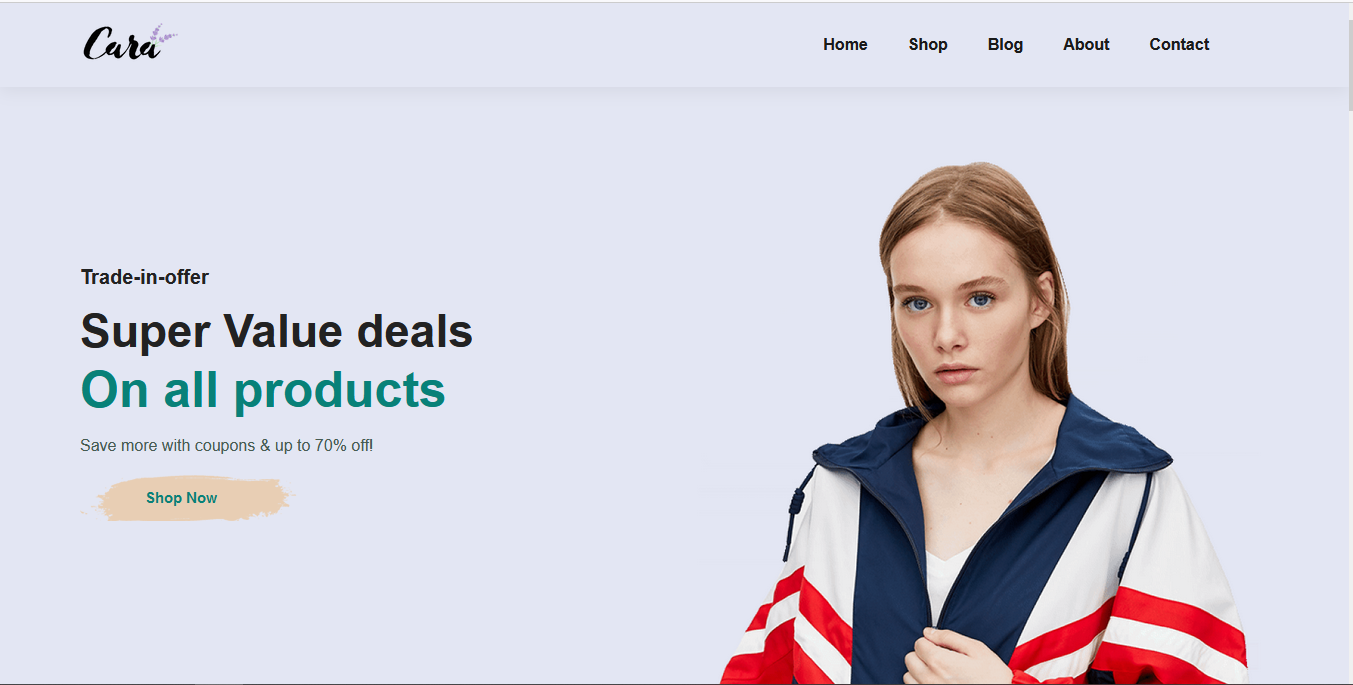 Cara
Home Shop Blog About Contact
Trade-in-offer
Super Value deals
On all products
Save more with coupons & up to 70% off!
Shop Now